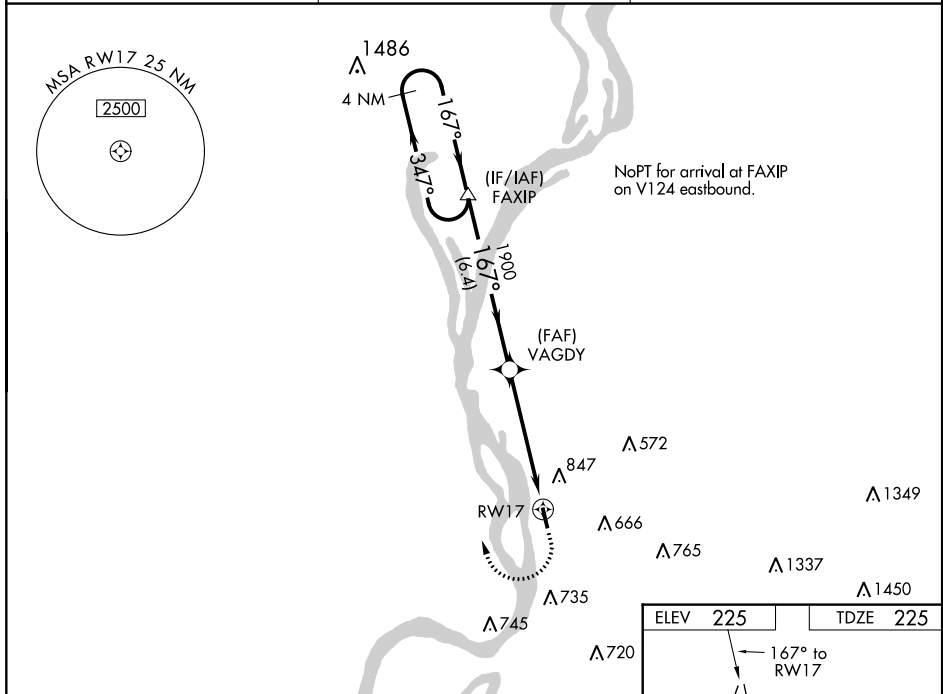 MSA RW17 25 NM
2500
1486
4 NM
167°
347°
(IF/IAF)
FAXIP
NoPT for arrival at FAXIP
on V124 eastbound.
1900
167°
(6.4)
(FAF)
VAGDY
572
847
1349
RW17
666
765
1337
1450
735
745
720
ELEV 225
TDZE 225
167° to
RW17